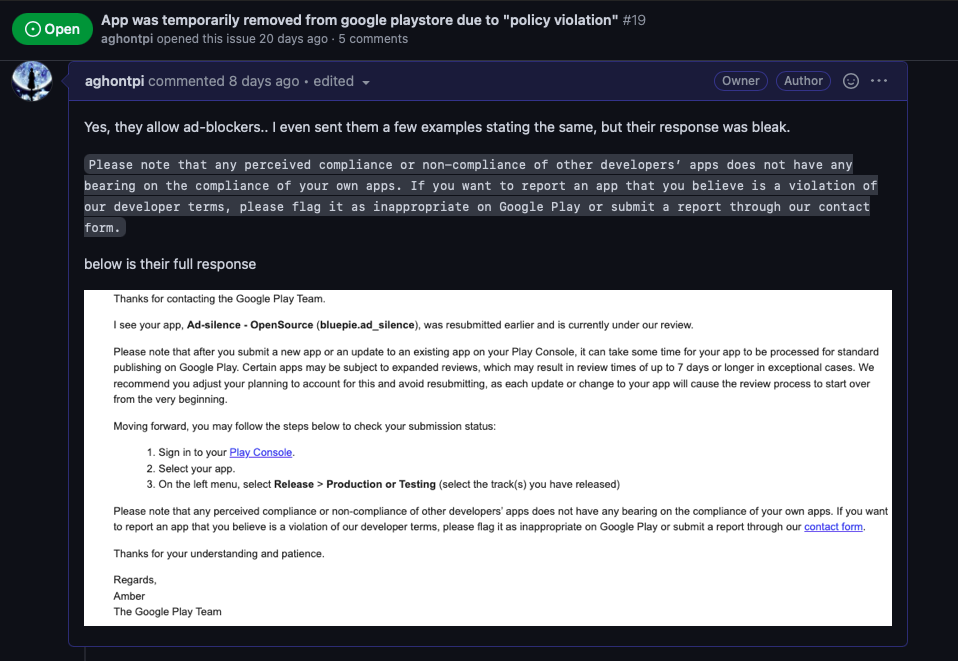 Open
App was temporarily removed from google playstore due to "policy violation" #19
aghontpi opened this issue 20 days ago · 5 comments
aghontpi commented 8 days ago • edited
Owner
Author
Yes, they allow ad-blockers.. I even sent them a few examples stating the same, but their response was bleak.
Please note that any perceived compliance or non-compliance of other developers’ apps does not have any
bearing on the compliance of your own apps. If you want to report an app that you believe is a violation of
our developer terms, please flag it as inappropriate on Google Play or submit a report through our contact
form.
below is their full response
Thanks for contacting the Google Play Team.
I see your app, Ad-silence - OpenSource (bluepie.ad_silence), was resubmitted earlier and is currently under our review.
Please note that after you submit a new app or an update to an existing app on your Play Console, it can take some time for your app to be processed for standard
publishing on Google Play. Certain apps may be subject to expanded reviews, which may result in review times of up to 7 days or longer in exceptional cases. We
recommend you adjust your planning to account for this and avoid resubmitting, as each update or change to your app will cause the review process to start over
from the very beginning.
Moving forward, you may follow the steps below to check your submission status:
1. Sign in to your Play Console.
2. Select your app.
3. On the left menu, select Release > Production or Testing (select the track(s) you have released)
Please note that any perceived compliance or non-compliance of other developers’ apps does not have any bearing on the compliance of your own apps. If you want
to report an app that you believe is a violation of our developer terms, please flag it as inappropriate on Google Play or submit a report through our contact form.
Thanks for your understanding and patience.
Regards,
Amber
The Google Play Team